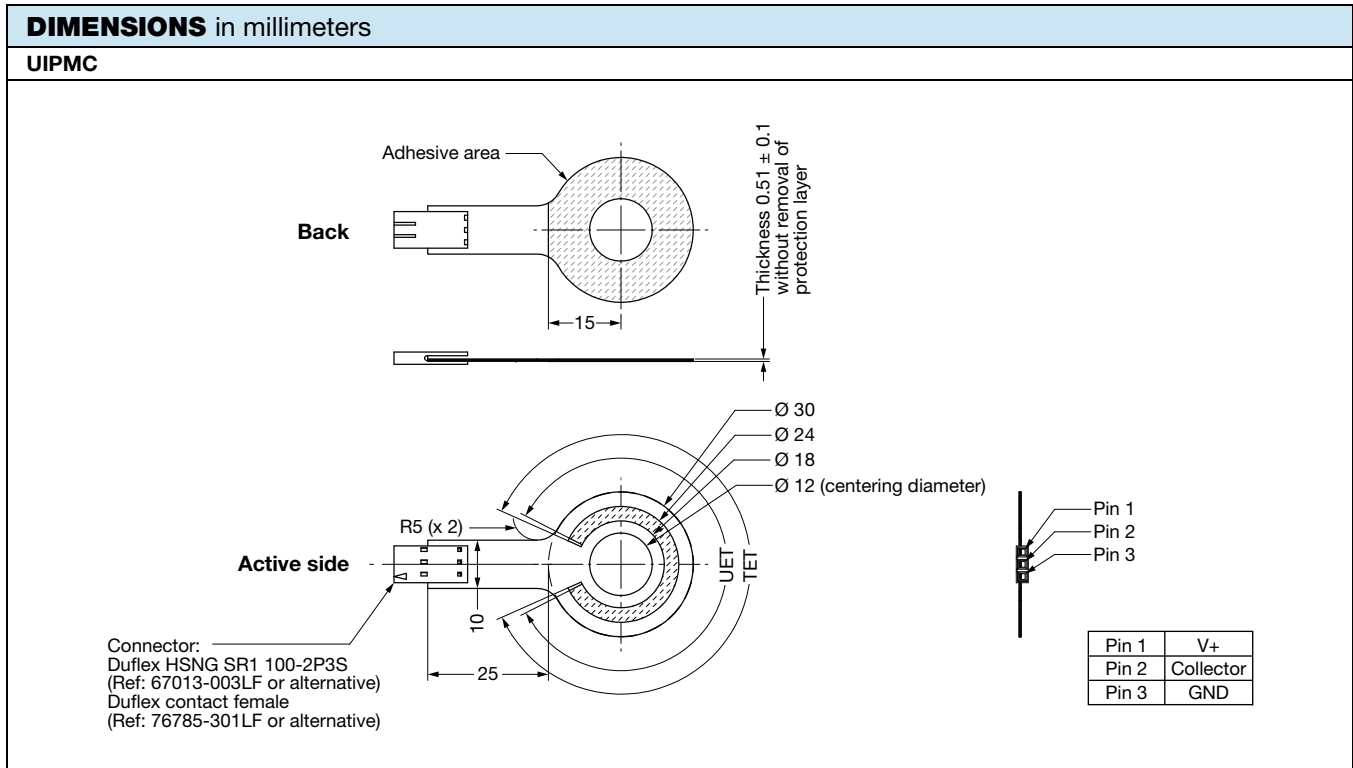 DIMENSIONS in millimeters
UIPMC
Adhesive area
Thickness 0.51 ± 0.1
without removal of
protection layer
Back
15
Ø 30
Ø 24
Ø 18
Ø 12 (centering diameter)
R5 (x 2)
Active side
UET
TET
10
25
Connector:
Duflex HSNG SR1 100-2P3S
(Ref: 67013-003LF or alternative)
Duflex contact female
(Ref: 76785-301LF or alternative)
Pin 1
Pin 2
Pin 3
Pin 1 V+
Pin 2 Collector
Pin 3 GND